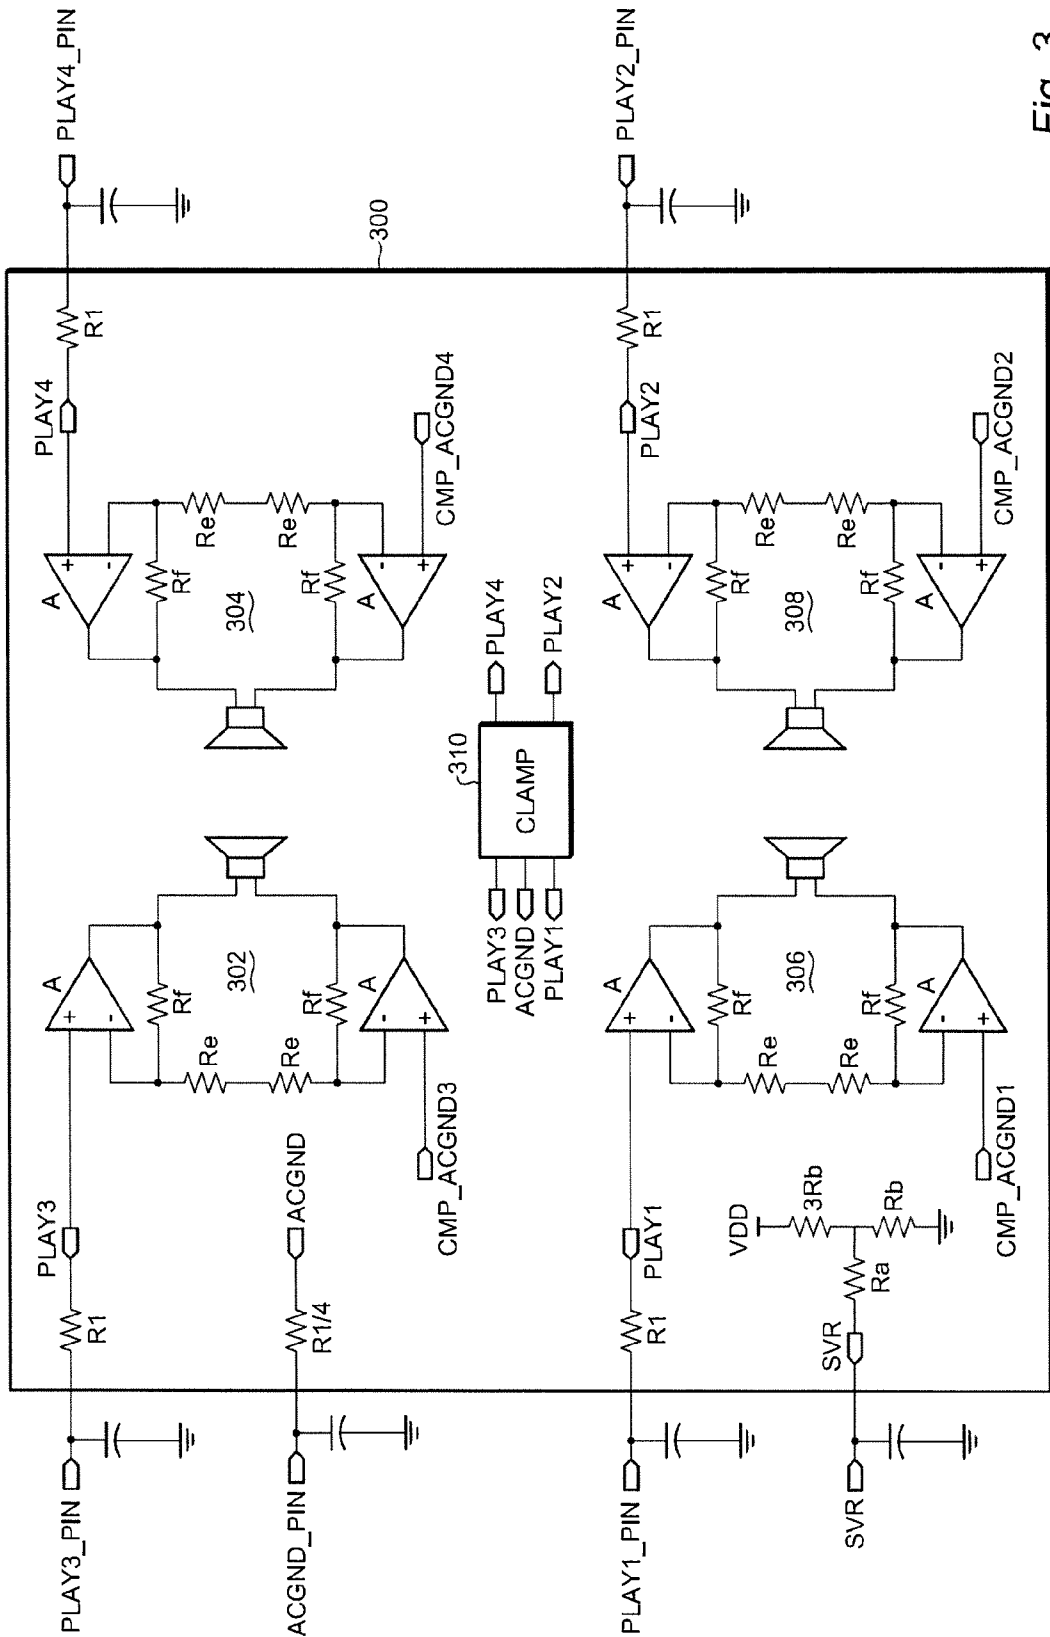 PLAY3_PIN
R1
PLAY3
A
+
-
Rf
302
Re
Re
Rf
A
-
+
CMP_ACGND3
ACGND_PIN
R1/4
ACGND
PLAY4_PIN
R1
PLAY4
A
+
-
Rf
304
Re
Re
Rf
A
-
+
CMP_ACGND4
300
310
CLAMP
PLAY3
ACGND
PLAY1
PLAY4
PLAY2
PLAY1_PIN
R1
PLAY1
A
+
-
Rf
306
Re
Re
Rf
A
-
+
CMP_ACGND1
SVR
SVR
Ra
VDD
3Rb
Rb
PLAY2_PIN
R1
PLAY2
A
+
-
Rf
308
Re
Re
Rf
A
-
+
CMP_ACGND2
Fig. 3